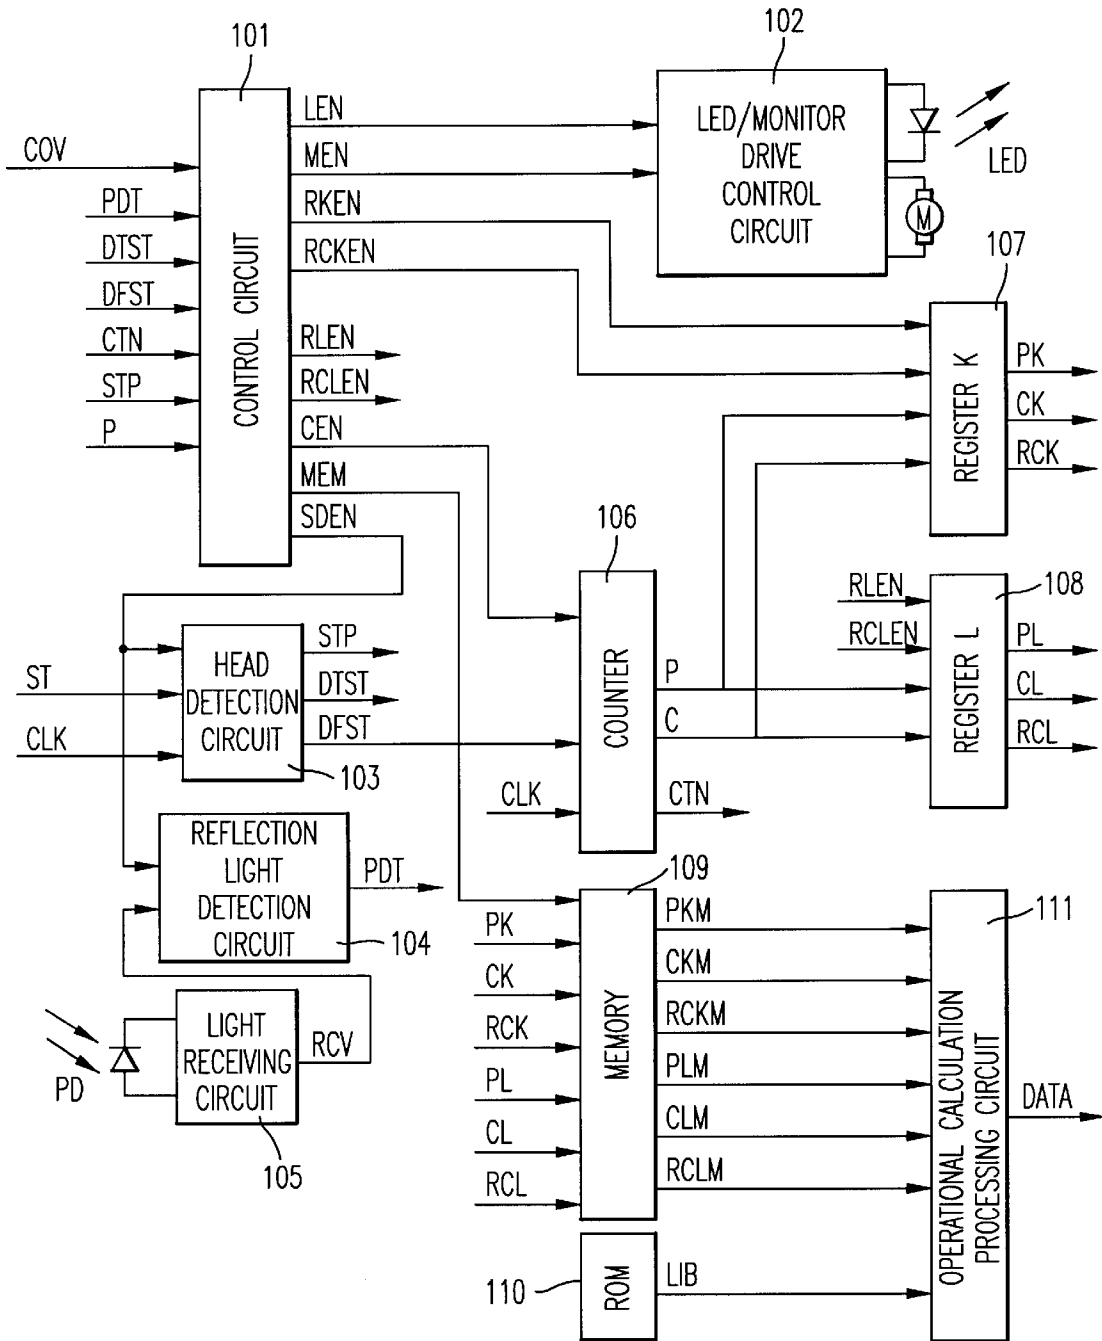 101
CONTROL CIRCUIT
COV
PDT
DTST
DFST
CTN
STP
P
LEN
MEN
RKEN
RCKEN
RLEN
RCLEN
CEN
MEM
SDEN
102
LED/MONITOR
DRIVE
CONTROL
CIRCUIT
LED
M
107
REGISTER K
PK
CK
RCK
108
REGISTER L
RLEN
RCLEN
PL
CL
RCL
106
COUNTER
P
C
CLK
CTN
ST
CLK
HEAD
DETECTION
CIRCUIT
103
STP
DTST
DFST
REFLECTION
LIGHT
DETECTION
CIRCUIT
104
PDT
PD
LIGHT
RECEIVING
CIRCUIT
105
RCV
109
MEMORY
PK
CK
RCK
PL
CL
RCL
PKM
CKM
RCKM
PLM
CLM
RCLM
110
ROM
LIB
111
OPERATIONAL CALCULATION
PROCESSING CIRCUIT
DATA